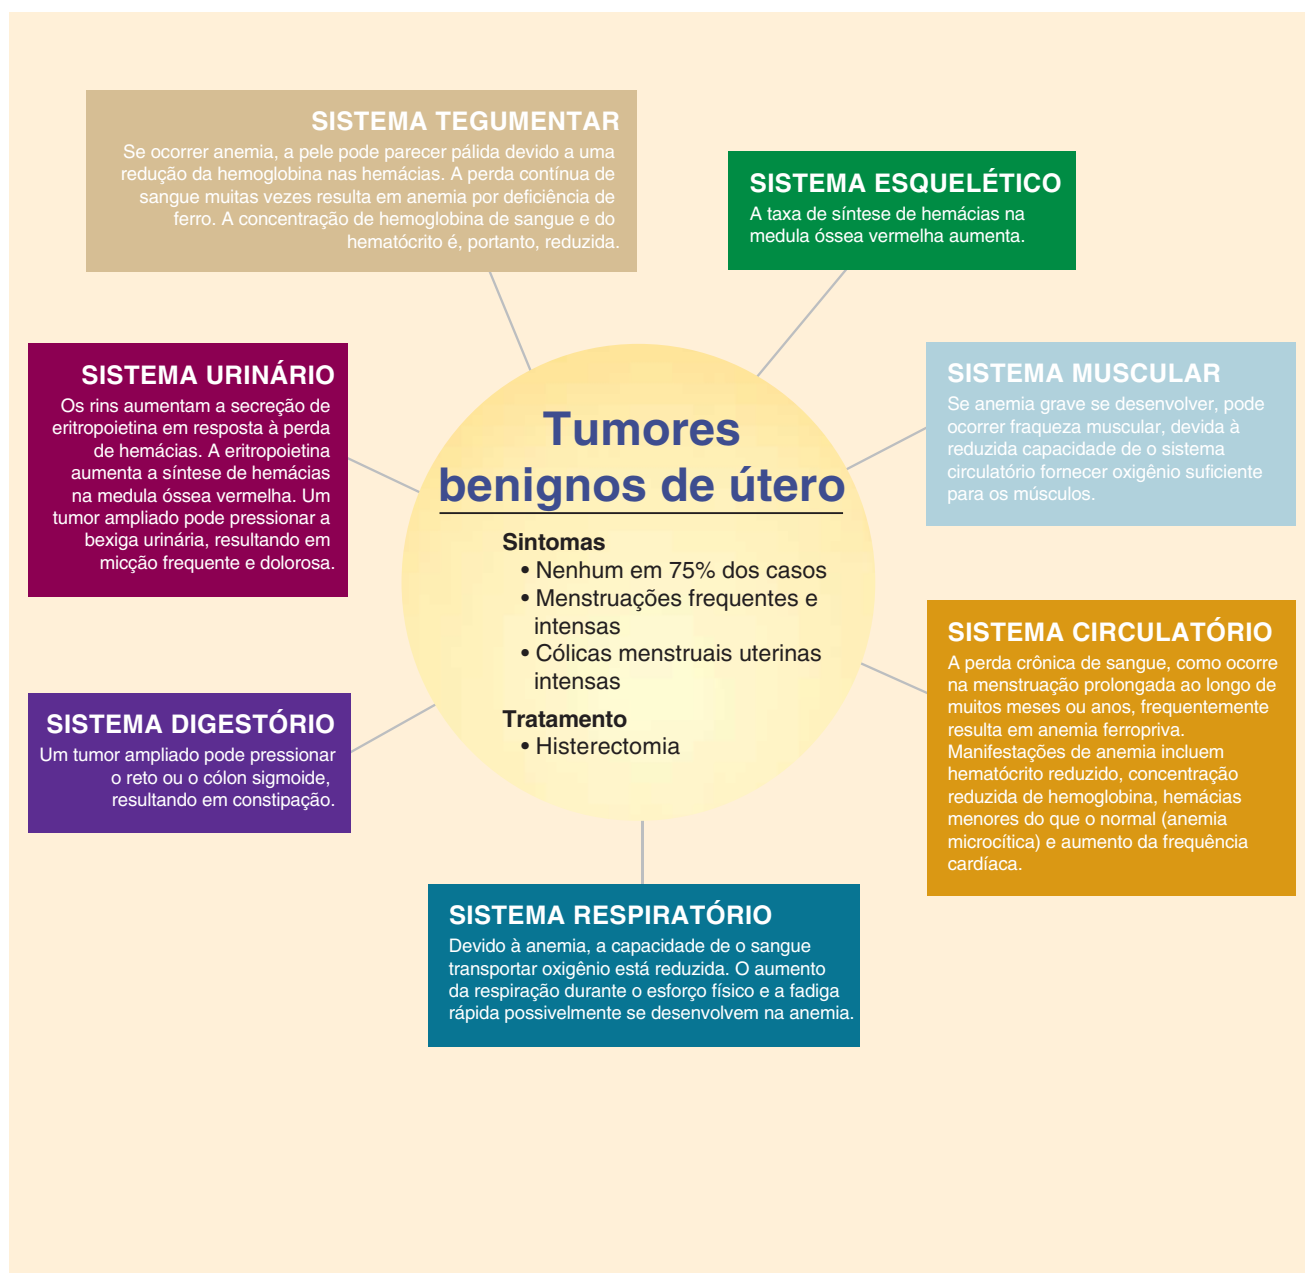 SISTEMA TEGUMENTAR
Se ocorrer anemia, a pele pode parecer pálida devido a uma
redução da hemoglobina nas hemácias. A perda contínua de
sangue muitas vezes resulta em anemia por deficiência de
ferro. A concentração de hemoglobina de sangue e do
hematócrito é, portanto, reduzida.
SISTEMA ESQUELÉTICO
A taxa de síntese de hemácias na
medula óssea vermelha aumenta.
SISTEMA URINÁRIO
Os rins aumentam a secreção de
eritropoietina em resposta à perda
de hemácias. A eritropoietina
aumenta a síntese de hemácias
na medula óssea vermelha. Um
tumor ampliado pode pressionar a
bexiga urinária, resultando em
micção frequente e dolorosa.
Tumores
benignos de útero
Sintomas
• Nenhum em 75% dos casos
• Menstruações frequentes e
intensas
• Cólicas menstruais uterinas
intensas
Tratamento
• Histerectomia
SISTEMA MUSCULAR
Se anemia grave se desenvolver, pode
ocorrer fraqueza muscular, devida à
reduzida capacidade de o sistema
circulatório fornecer oxigênio suficiente
para os músculos.
SISTEMA DIGESTÓRIO
Um tumor ampliado pode pressionar
o reto ou o cólon sigmoide,
resultando em constipação.
SISTEMA CIRCULATÓRIO
A perda crônica de sangue, como ocorre
na menstruação prolongada ao longo de
muitos meses ou anos, frequentemente
resulta em anemia ferropriva.
Manifestações de anemia incluem
hematócrito reduzido, concentração
reduzida de hemoglobina, hemácias
menores do que o normal (anemia
microcítica) e aumento da frequência
cardíaca.
SISTEMA RESPIRATÓRIO
Devido à anemia, a capacidade de o sangue
transportar oxigênio está reduzida. O aumento
da respiração durante o esforço físico e a fadiga
rápida possivelmente se desenvolvem na anemia.